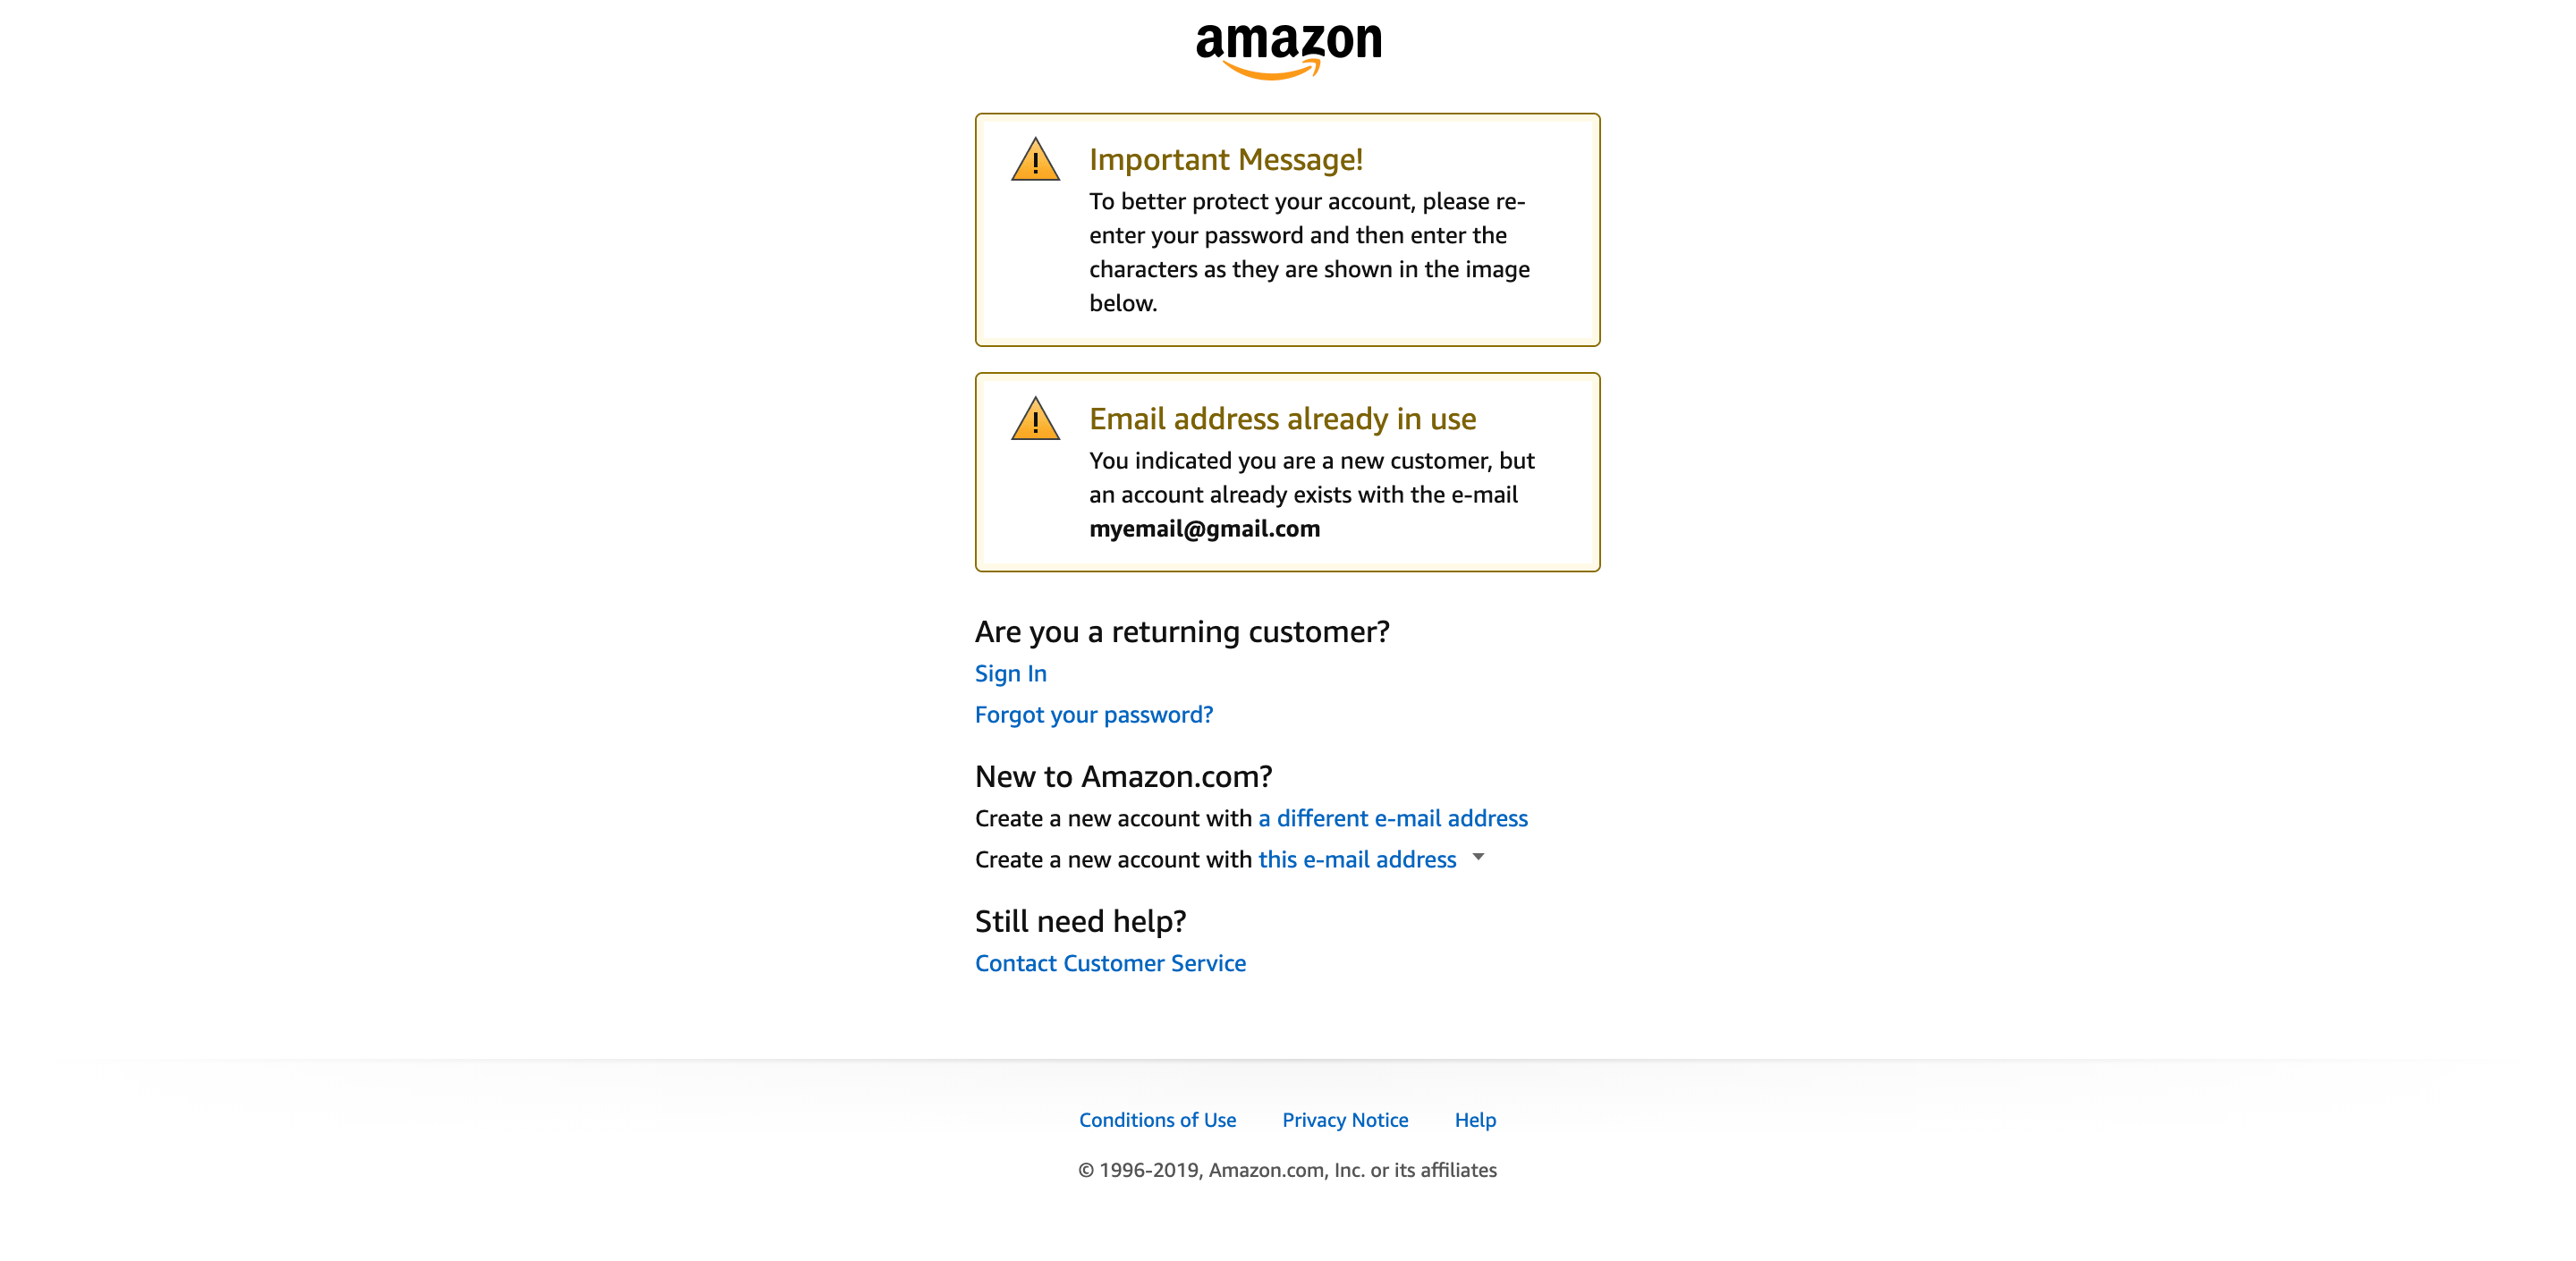 amazon
Important Message!
To better protect your account, please re-
enter your password and then enter the
characters as they are shown in the image
below.
Email address already in use
You indicated you are a new customer, but
an account already exists with the e-mail
myemail@gmail.com
Are you a returning customer?
Sign In
Forgot your password?
New to Amazon.com?
Create a new account with a different e-mail address
Create a new account with this e-mail address
Still need help?
Contact Customer Service
Conditions of Use Privacy Notice Help
© 1996-2019, Amazon.com, Inc. or its affiliates